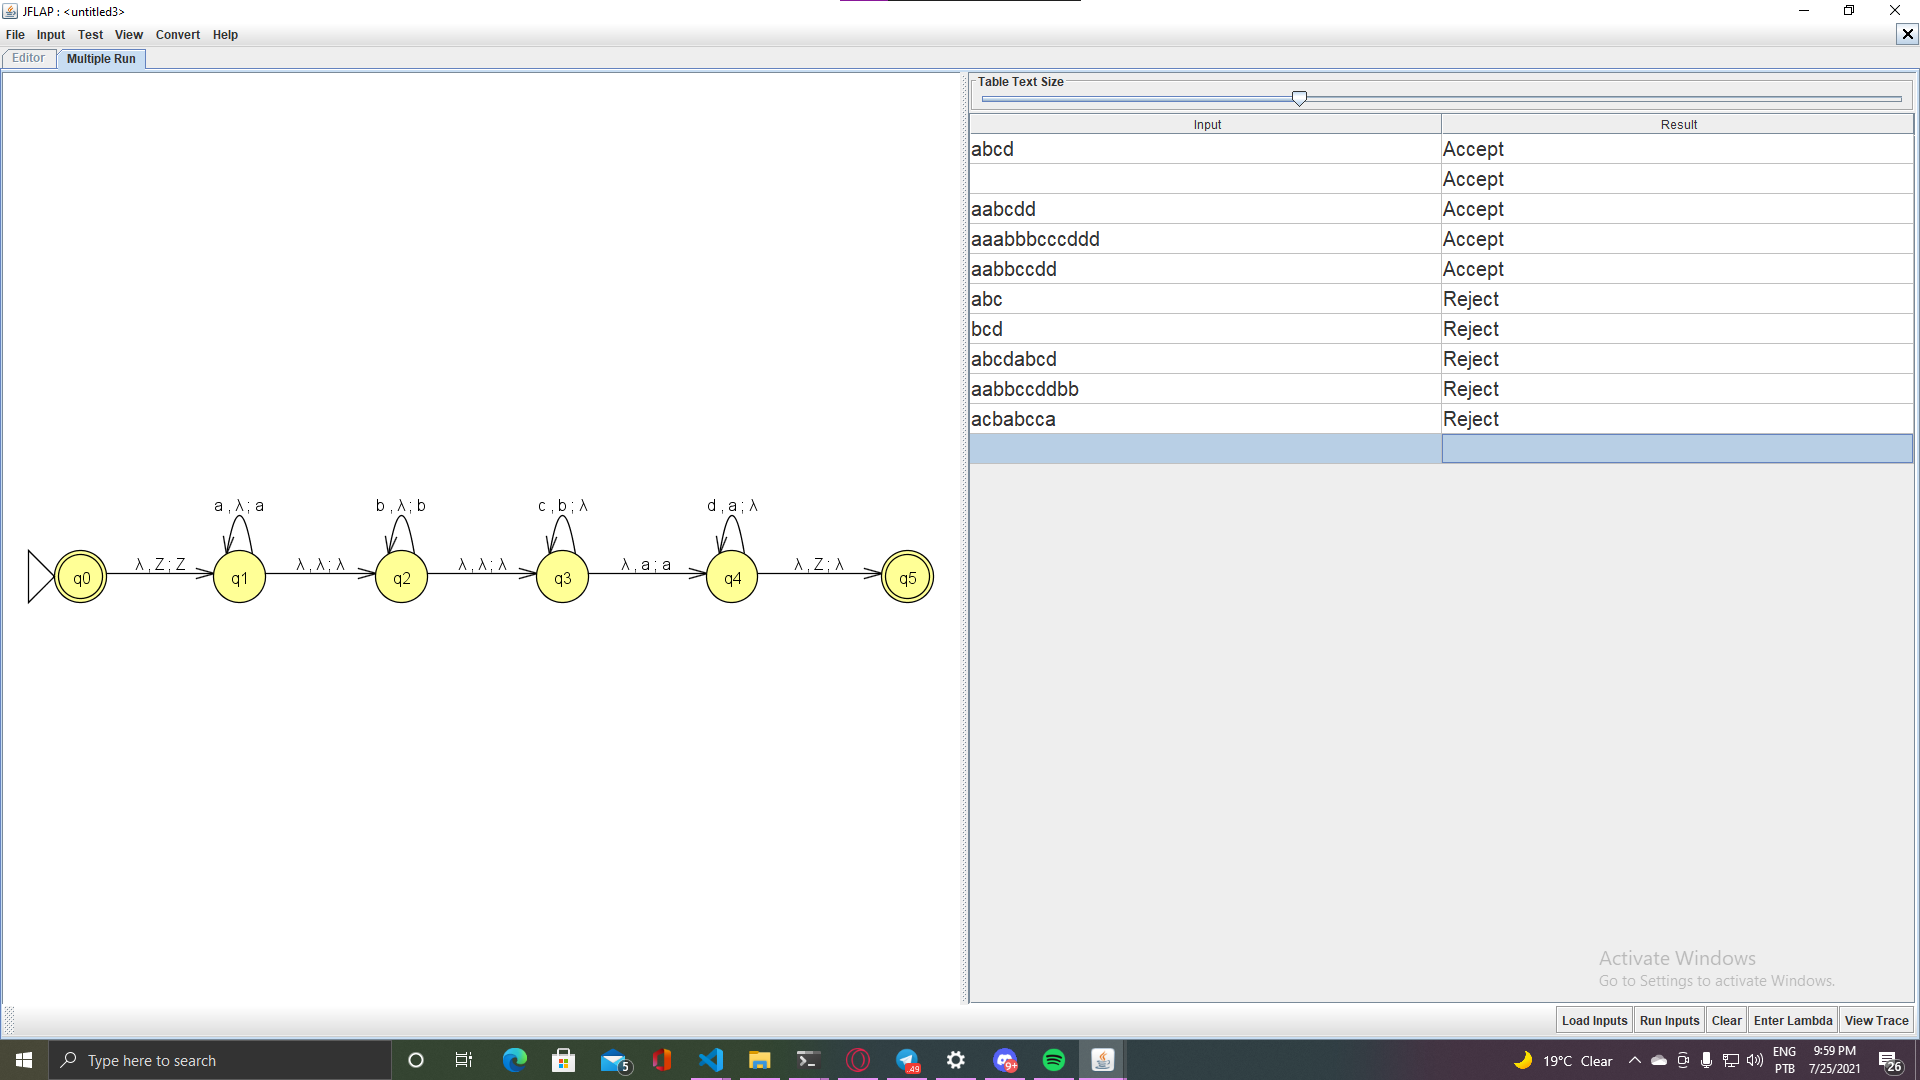 JFLAP : <untitled3>
File Input Test View Convert Help
Editor Multiple Run
Table Text Size
Input Result
abcd Accept
Accept
aabcdd Accept
aaabbbcccddd Accept
aabbccdd Accept
abc Reject
bcd Reject
abcdabcd Reject
aabbccddbb Reject
acbabcca Reject
a , λ ; a b , λ ; b c , b ; λ d , a ; λ
λ , Z ; Z λ , λ ; λ λ , λ ; λ λ , a ; a λ , Z ; λ
q0 q1 q2 q3 q4 q5
Activate Windows
Go to Settings to activate Windows.
Load Inputs Run Inputs Clear Enter Lambda View Trace
Type here to search 5 49 9+ 19°C Clear ENG 9:59 PM 26
PTB 7/25/2021